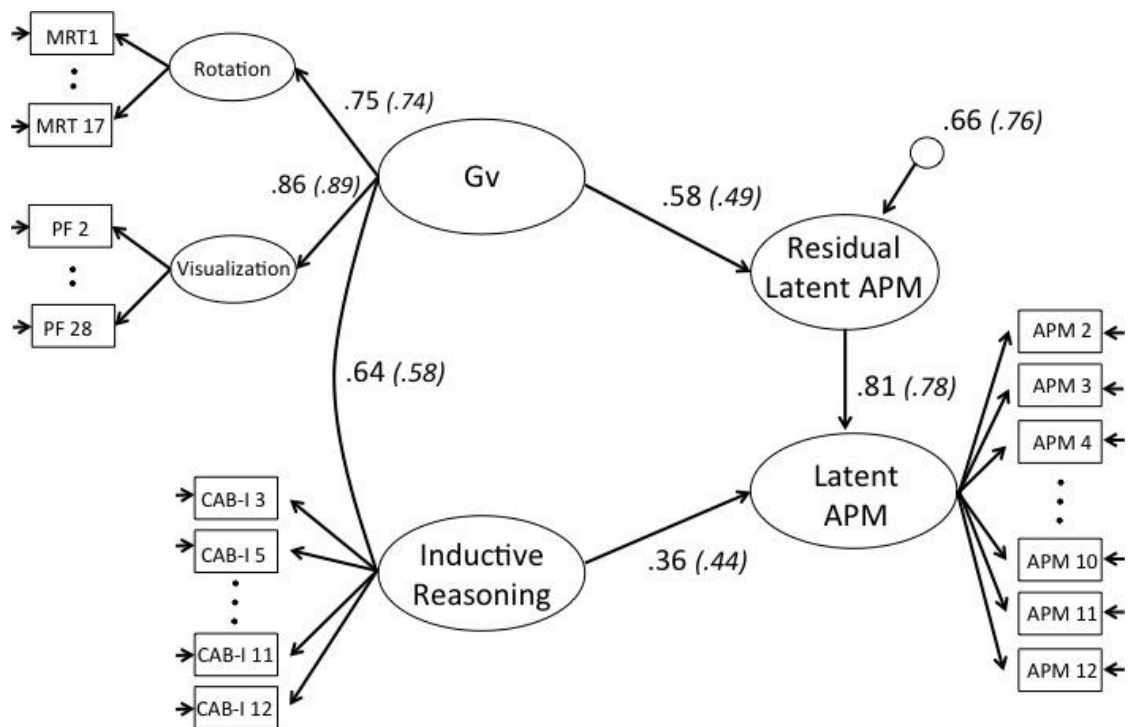 MRT1
MRT 17
Rotation
.75 (.74)
Gv
.66 (.76)
.86 (.89)
.58 (.49)
PF 2
PF 28
Visualization
Residual
Latent APM
.64 (.58)
.81 (.78)
APM 2
APM 3
APM 4
APM 10
APM 11
APM 12
Latent
APM
CAB-I 3
CAB-I 5
CAB-I 11
CAB-I 12
Inductive
Reasoning
.36 (.44)